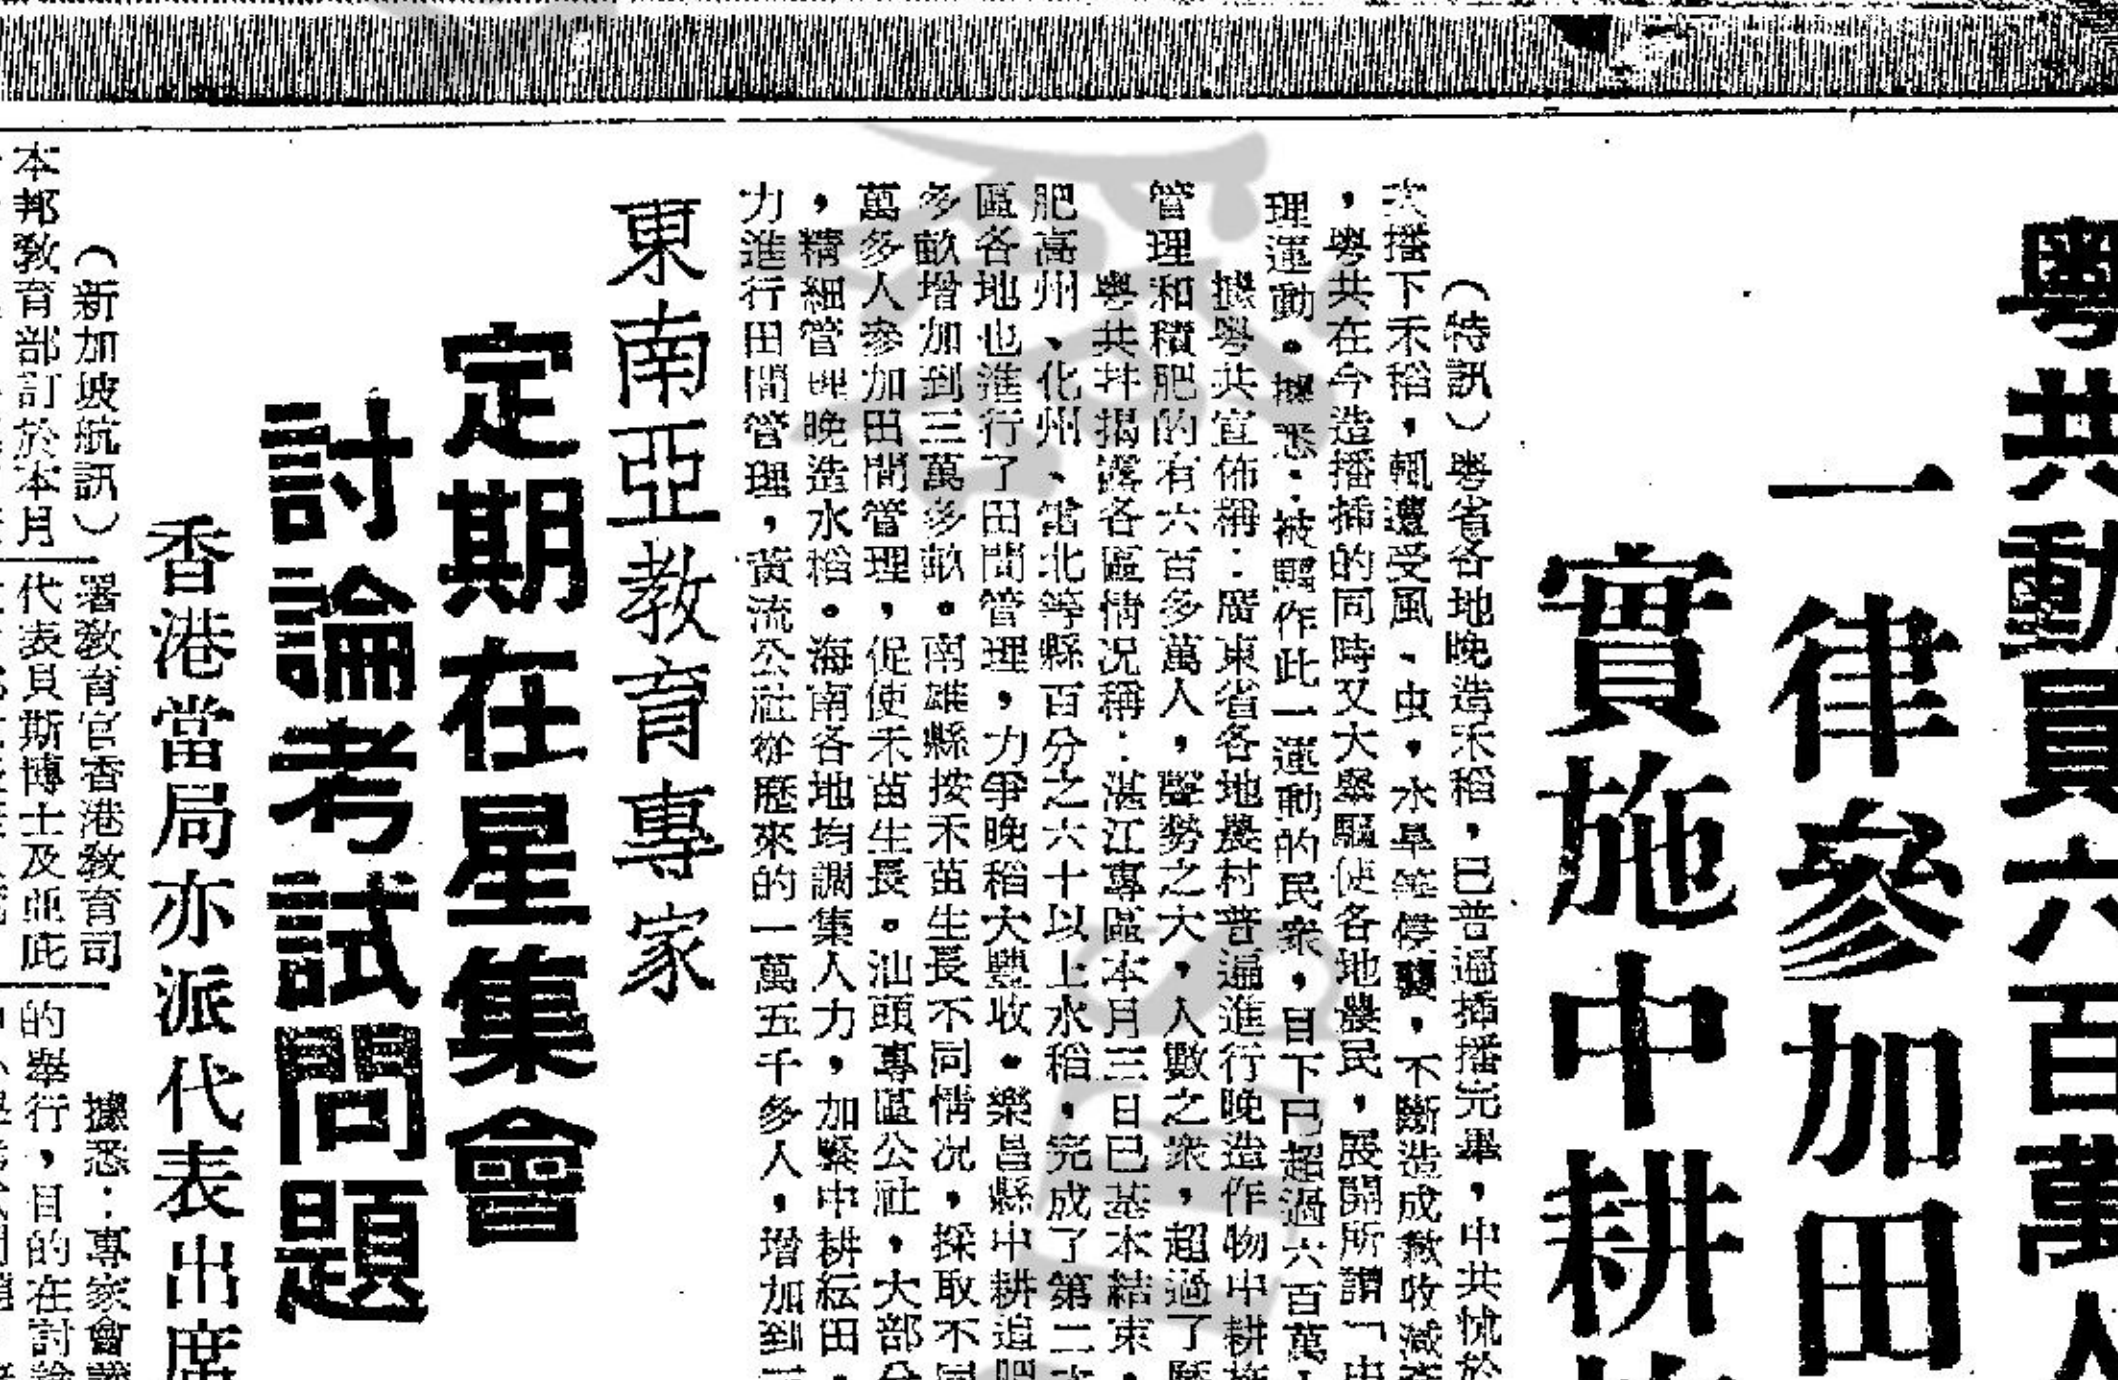 粵共動員六百萬人
一律參加田
實施中耕
（特訊）粵省各地晚造禾稻，已普遍插播完畢，中共怵於
次播下禾稻，輒遭受風、虫，水旱等侵襲，不斷造成歉收減產
，粵共在今造播插的同時又大舉驅使各地農民，展開所謂「中
理運動。據悉：被驅作此一運動的民衆，目下已超過六百萬人
據粵共宣佈稱：廣東省各地農村普遍進行晚造作物中耕施
管理和積肥的有六百多萬人，聲勢之大，人數之衆，超過了歷
粵共幷揭露各區情況稱：湛江專區本月三日已基本結束，
肥高州、化州、電北等縣百分之六十以上水稻，完成了第二次
區各地也進行了田間管理，力爭晚稻大豐收。樂昌縣中耕追肥
多畝增加到三萬多畝。南雄縣按禾苗生長不同情况，採取不同
萬多人參加田間管理，促使禾苗生長。汕頭專區公社，大部分
，精細管理晚造水稻。海南各地均調集人力，加緊中耕紜田，
力進行田間管理，黃流公社從歷來的一萬五千多人，增加到
東南亞教育專家
定期在星集會
討論考試問題
香港當局亦派代表出席
（新加坡航訊）
本邦敎育部訂於本月
署敎育官香港敎育司
代表貝斯博士及亜庇
據悉：專家會議
的舉行，目的在討論